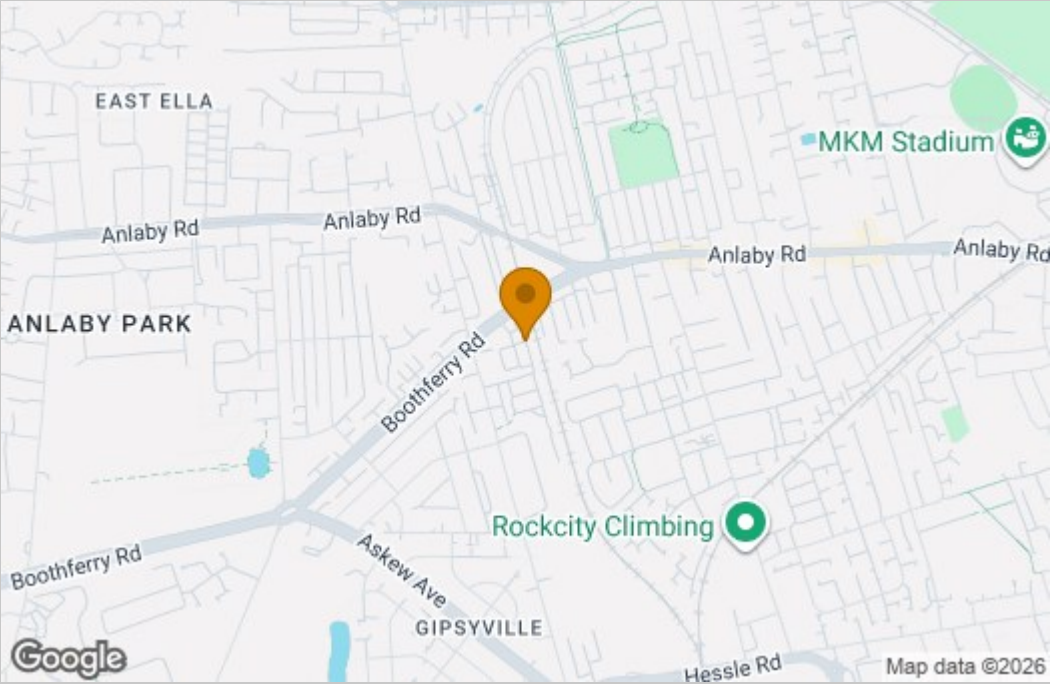 EAST ELLA
MKM Stadium
Anlaby Rd
Anlaby Rd
Anlaby Rd
Anlaby Rd
ANLABY PARK
Boothferry Rd
Rockcity Climbing
Boothferry Rd
Askew Ave
GIPSYVILLE
Google
Hessle Rd
Map data ©2026